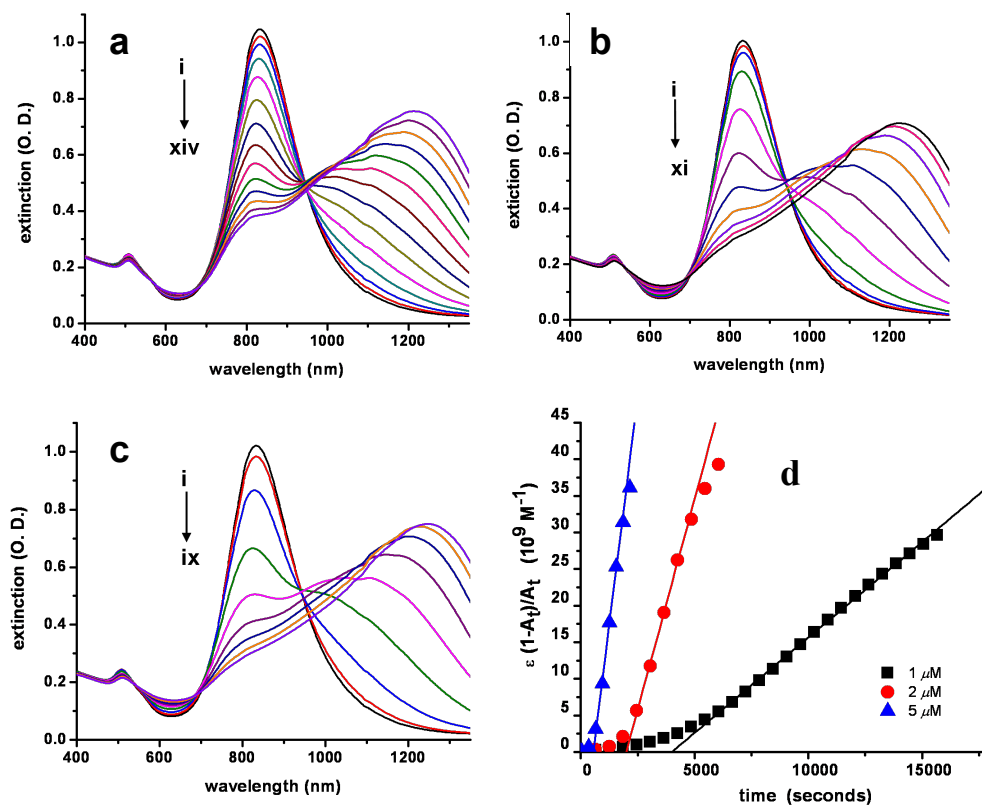 a
i
xiv
extinction (O. D.)
1.0
0.8
0.6
0.4
0.2
0.0
400 600 800 1000 1200
wavelength (nm)
b
i
xi
extinction (O. D.)
1.0
0.8
0.6
0.4
0.2
0.0
400 600 800 1000 1200
wavelength (nm)
c
i
ix
extinction (O. D.)
1.0
0.8
0.6
0.4
0.2
0.0
400 600 800 1000 1200
wavelength (nm)
d
ε (1-Aₜ)/Aₜ (10⁹ M⁻¹)
45
40
35
30
25
20
15
10
5
0
1 μM
2 μM
5 μM
0 5000 10000 15000
time (seconds)